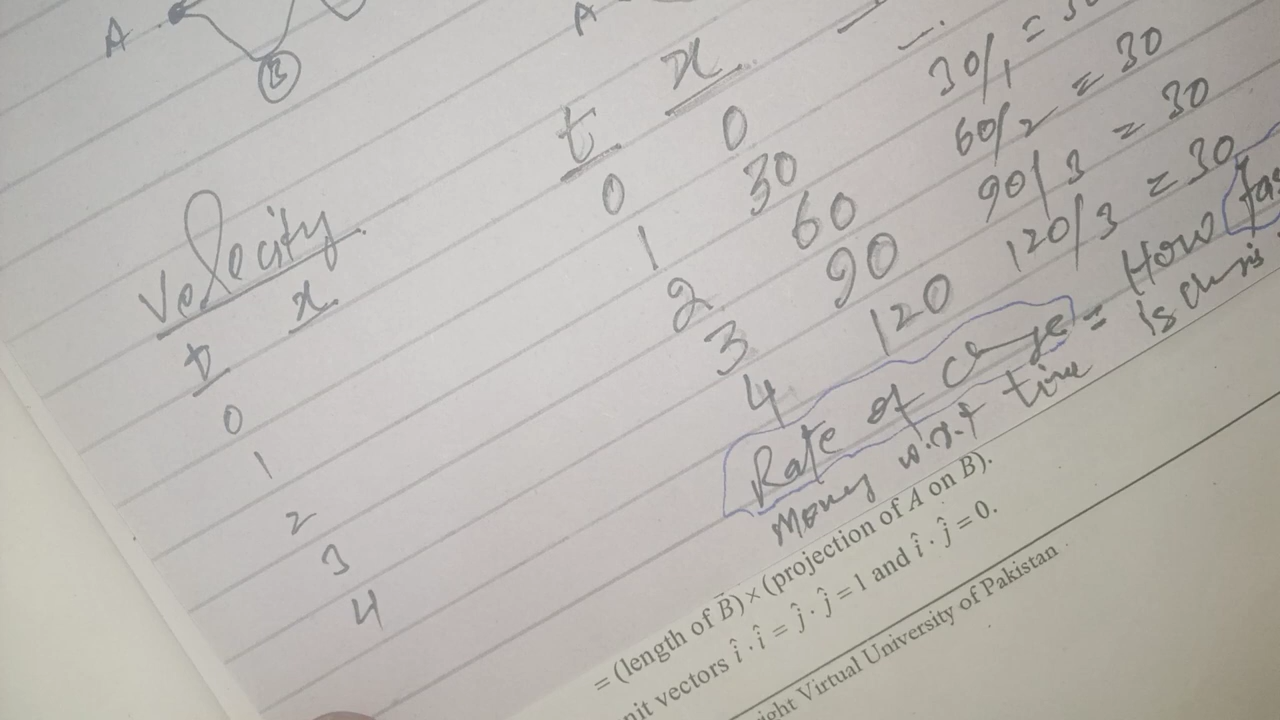 A
B
A
Velocity
t x
0
1
2
3
4
t x
0 0
1 30
2 60
3 90
4 120
30/1 = 30
60/2 = 30
90/3 = 30
120/3 = 30
Rate of change = How fas
Money w.r.t time is
= (length of B̄) × (projection of A on B).
nit vectors î · î = ĵ · ĵ = 1 and î · ĵ = 0.
ight Virtual University of Pakistan